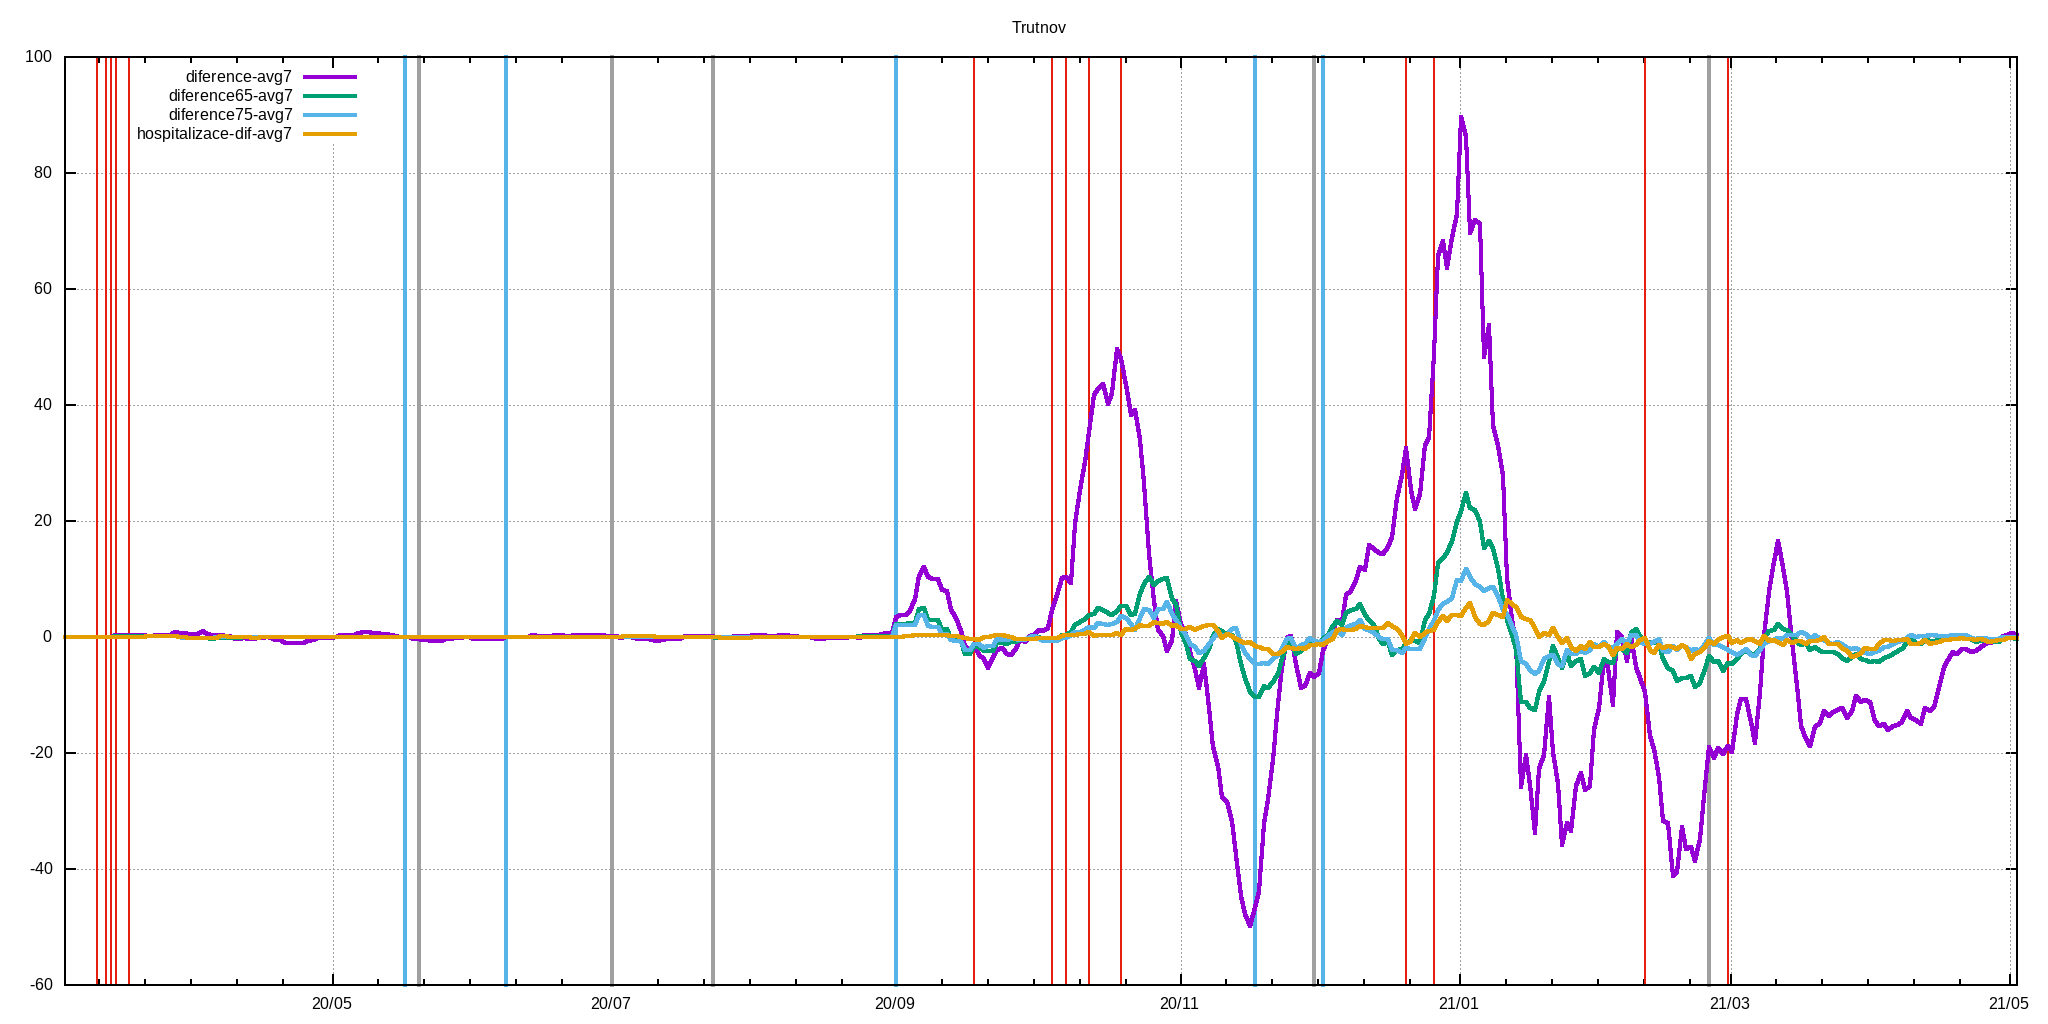 Trutnov
diference-avg7
diference65-avg7
diference75-avg7
hospitalizace-dif-avg7
100
80
60
40
20
0
-20
-40
-60
20/05 20/07 20/09 20/11 21/01 21/03 21/05